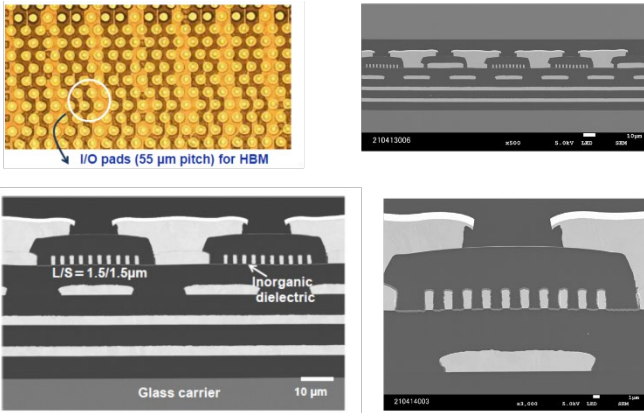 I/O pads (55 µm pitch) for HBM
210413006 x500 5.0kV LED SEM 10µm
L/S = 1.5/1.5µm
Inorganic
dielectric
Glass carrier
10 µm
210414003 x3,000 5.0kV LED SEM 1µm